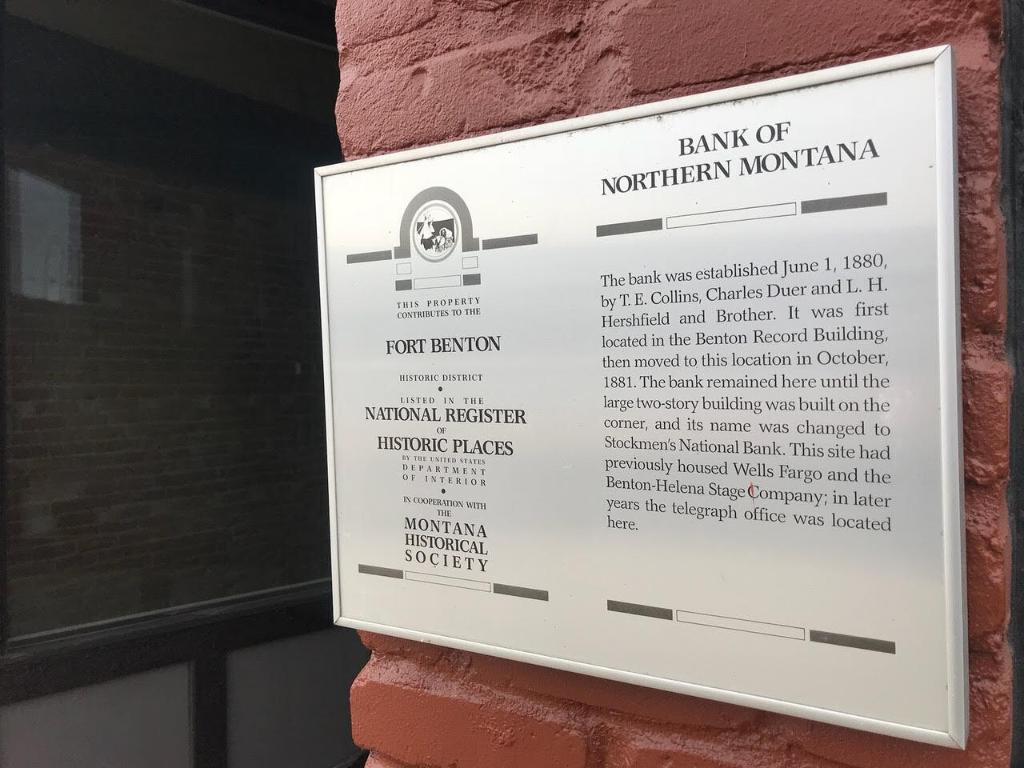 THIS PROPERTY
CONTRIBUTES TO THE
FORT BENTON
HISTORIC DISTRICT
LISTED IN THE
NATIONAL REGISTER
OF
HISTORIC PLACES
BY THE UNITED STATES
DEPARTMENT
OF INTERIOR
IN COOPERATION WITH
THE
MONTANA
HISTORICAL
SOCIETY
BANK OF
NORTHERN MONTANA
The bank was established June 1, 1880,
by T. E. Collins, Charles Duer and L. H.
Hershfield and Brother. It was first
located in the Benton Record Building,
then moved to this location in October,
1881. The bank remained here until the
large two-story building was built on the
corner, and its name was changed to
Stockmen's National Bank. This site had
previously housed Wells Fargo and the
Benton-Helena Stage Company; in later
years the telegraph office was located
here.